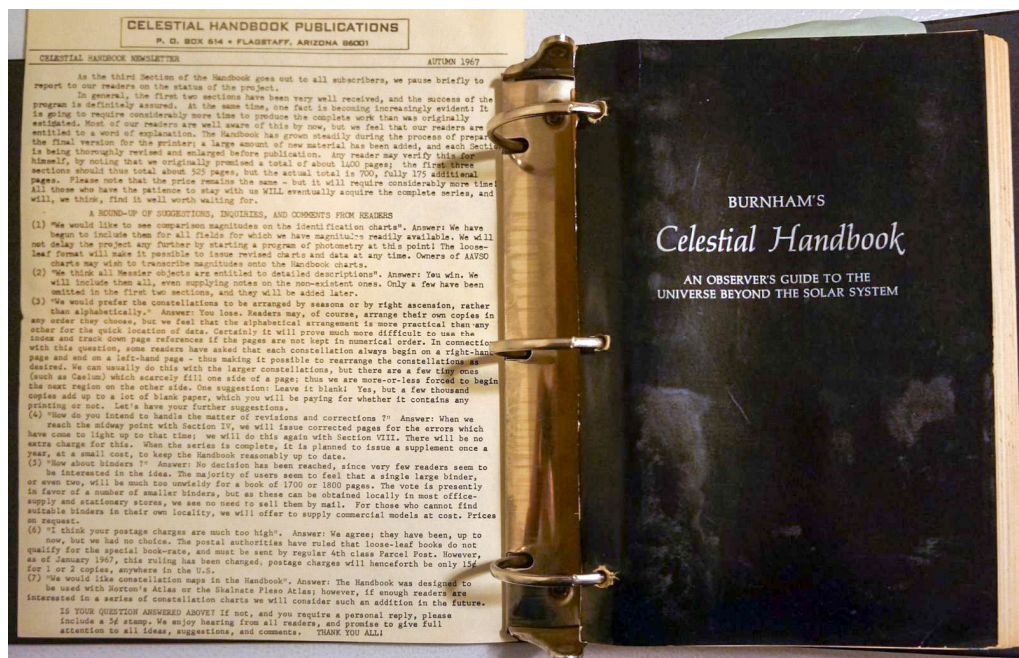 CELESTIAL HANDBOOK PUBLICATIONS
P. O. BOX 614 • FLAGSTAFF, ARIZONA 86001
CELESTIAL HANDBOOK NEWSLETTER AUTUMN 1967
As the third Section of the Handbook goes out to all subscribers, we pause briefly to
report to our readers on the status of the project.
In general, the first two sections have been very well received, and the success of the
program is definitely assured. At the same time, one fact is becoming increasingly evident: It
is going to require considerably more time to produce the complete work than was originally
estimated. Most of our readers are well aware of this by now, but we feel that our readers are
entitled to a word of explanation. The Handbook has grown steadily during the process of prepar
the final version for the printer; a large amount of new material has been added, and each Section
is being thoroughly revised and enlarged before publication. Any reader may verify this for
himself, by noting that we originally promised a total of about 1400 pages; the first three
sections should thus total about 525 pages, but the actual total is 700, fully 175 additional
pages. Please note that the price remains the same - but it will require considerably more time!
All those who have the patience to stay with us WILL eventually acquire the complete series, and
will, we think, find it well worth waiting for.
A ROUND-UP OF SUGGESTIONS, INQUIRIES, AND COMMENTS FROM READERS
(1) "We would like to see comparison magnitudes on the identification charts". Answer: We have
begun to include them for all fields for which we have magnitudes readily available. We will
not delay the project any further by starting a program of photometry at this point! The loose-
leaf format will make it possible to issue revised charts and data at any time. Owners of AAVSO
charts may wish to transcribe magnitudes onto the Handbook charts.
(2) "We think all Messier objects are entitled to detailed descriptions". Answer: You win. We
will include them all, even supplying notes on the non-existent ones. Only a few have been
omitted in the first two sections, and they will be added later.
(3) "We would prefer the constellations to be arranged by seasons or by right ascension, rather
than alphabetically." Answer: You lose. Readers may, of course, arrange their own copies in
any order they choose, but we feel that the alphabetical arrangement is more practical than any
other for the quick location of data. Certainly it will prove much more difficult to use the
index and track down page references if the pages are not kept in numerical order. In connection
with this question, some readers have asked that each constellation always begin on a right-hand
page and end on a left-hand page - thus making it possible to rearrange the constellations as
desired. We can usually do this with the larger constellations, but there are a few tiny ones
(such as Caelum) which scarcely fill one side of a page; thus we are more-or-less forced to begin
the next region on the other side. One suggestion: Leave it blank! Yes, but a few thousand
copies add up to a lot of blank paper, which you will be paying for whether it contains any
printing or not. Let's have your further suggestions.
(4) "How do you intend to handle the matter of revisions and corrections ?" Answer: When we
reach the midway point with Section IV, we will issue corrected pages for the errors which
have come to light up to that time; we will do this again with Section VIII. There will be no
extra charge for this. When the series is complete, it is planned to issue a supplement once a
year, at a small cost, to keep the Handbook reasonably up to date.
(5) "How about binders ?" Answer: No decision has been reached, since very few readers seem to
be interested in the idea. The majority of users seem to feel that a single large binder,
or even two, will be much too unwieldy for a book of 1700 or 1800 pages. The vote is presently
in favor of a number of smaller binders, but as these can be obtained locally in most office-
supply and stationary stores, we see no need to sell them by mail. For those who cannot find
suitable binders in their own locality, we will offer to supply commercial models at cost. Prices
on request.
(6) "I think your postage charges are much too high". Answer: We agree; they have been, up to
now, but we had no choice. The postal authorities have ruled that loose-leaf books do not
qualify for the special book-rate, and must be sent by regular 4th class Parcel Post. However,
as of January 1967, this ruling has been changed, postage charges will henceforth be only 15¢
for 1 or 2 copies, anywhere in the U.S.
(7) "We would like constellation maps in the Handbook". Answer: The Handbook was designed to
be used with Norton's Atlas or the Skalnate Pleso Atlas; however, if enough readers are
interested in a series of constellation charts we will consider such an addition in the future.
IS YOUR QUESTION ANSWERED ABOVE? If not, and you require a personal reply, please
include a 5¢ stamp. We enjoy hearing from all readers, and promise to give full
attention to all ideas, suggestions, and comments. THANK YOU ALL!
BURNHAM'S
Celestial Handbook
AN OBSERVER'S GUIDE TO THE
UNIVERSE BEYOND THE SOLAR SYSTEM